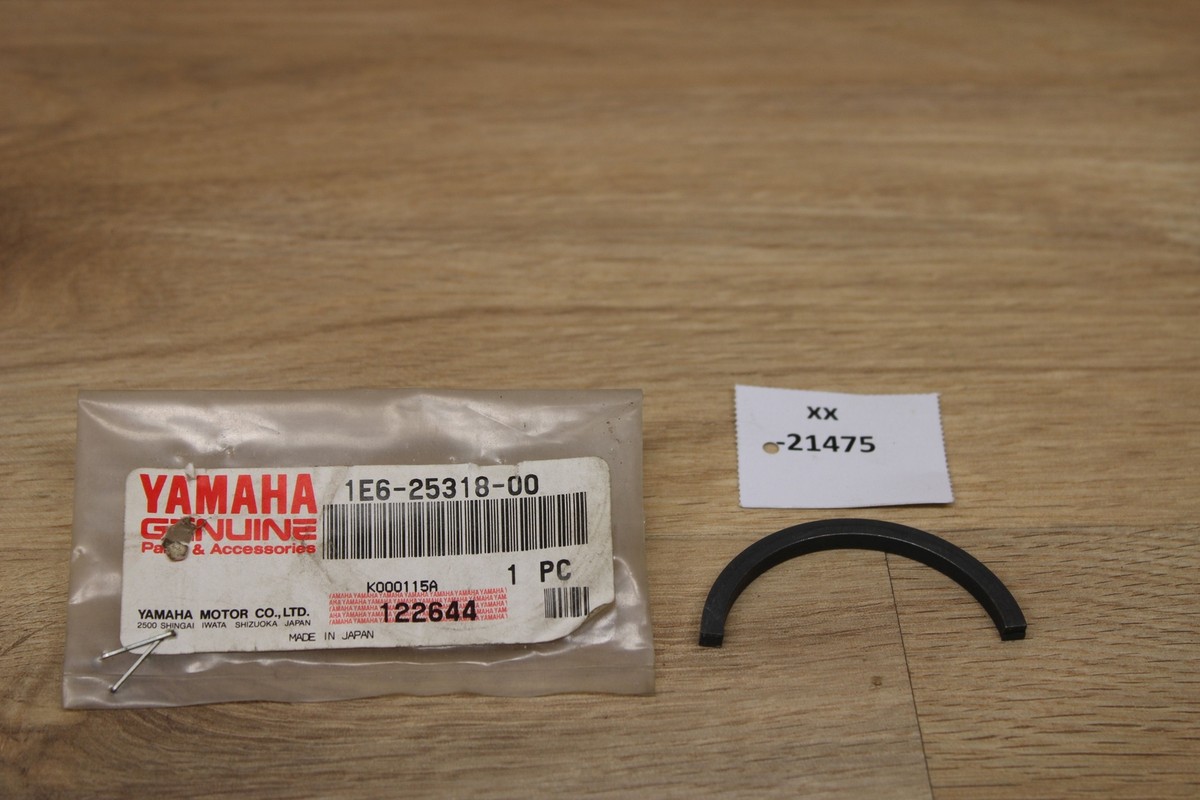 YAMAHA
GENUINE
Parts & Accessories
1E6-25318-00
1 PC
K000115A
122644
YAMAHA MOTOR CO., LTD.
2500 SHINGAI IWATA SHIZUOKA JAPAN
MADE IN JAPAN
xx
-21475